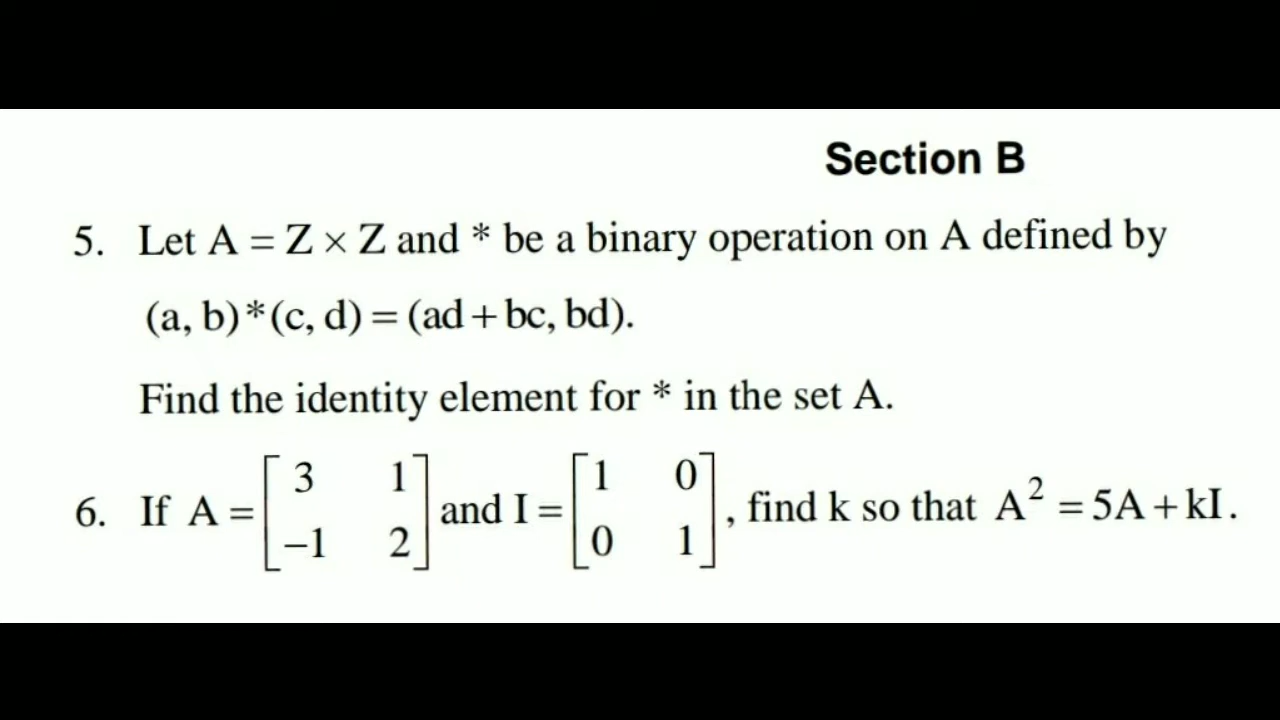 Section B
5. Let A = Z × Z and * be a binary operation on A defined by
(a, b)*(c, d) = (ad + bc, bd).
Find the identity element for * in the set A.
6. If A = [3 1; −1 2] and I = [1 0; 0 1], find k so that A² = 5A + kI.